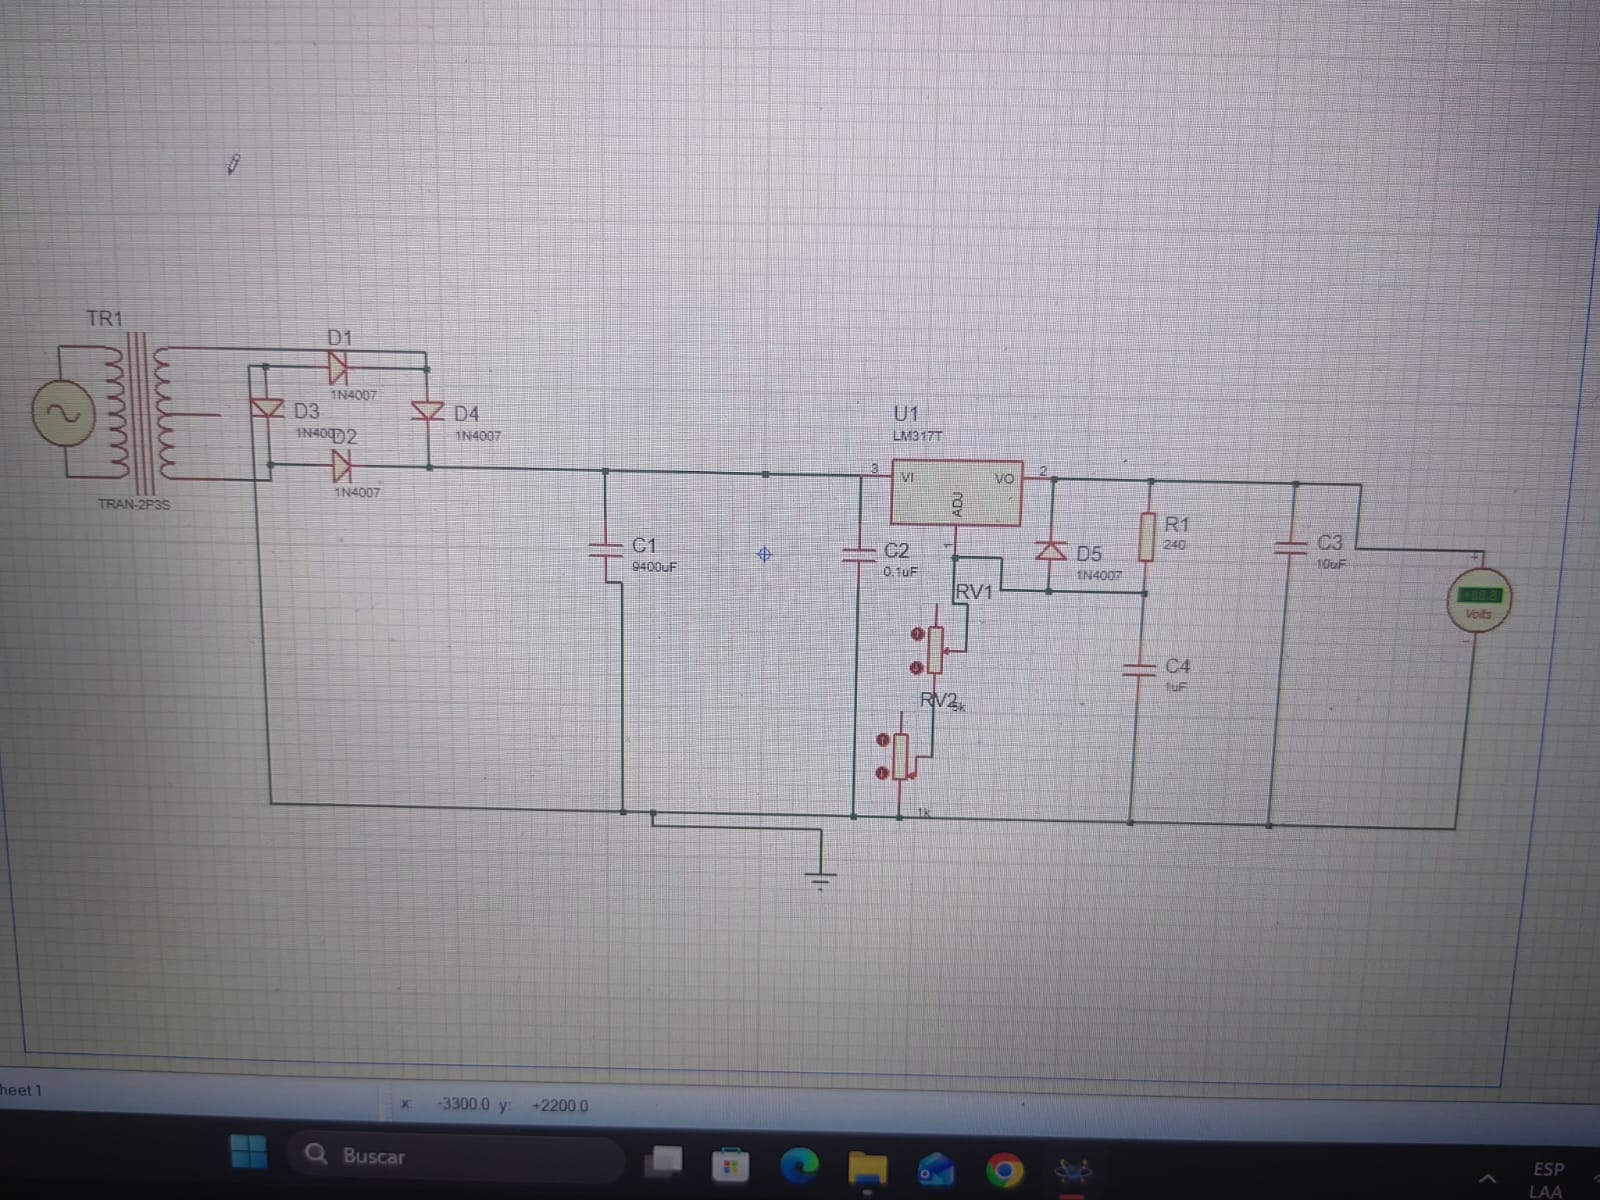 TR1
TRAN-2P3S
D1
1N4007
D3
D2
1N4007
D4
1N4007
C1
9400uF
U1
LM317T
3
VI
VO
2
ADJ
1
C2
0.1uF
D5
1N4007
R1
240
C3
10uF
Volts
RV1
5k
RV2
1k
C4
1uF
+
-
heet 1
x: -3300.0 y: +2200.0
Buscar
ESP
LAA